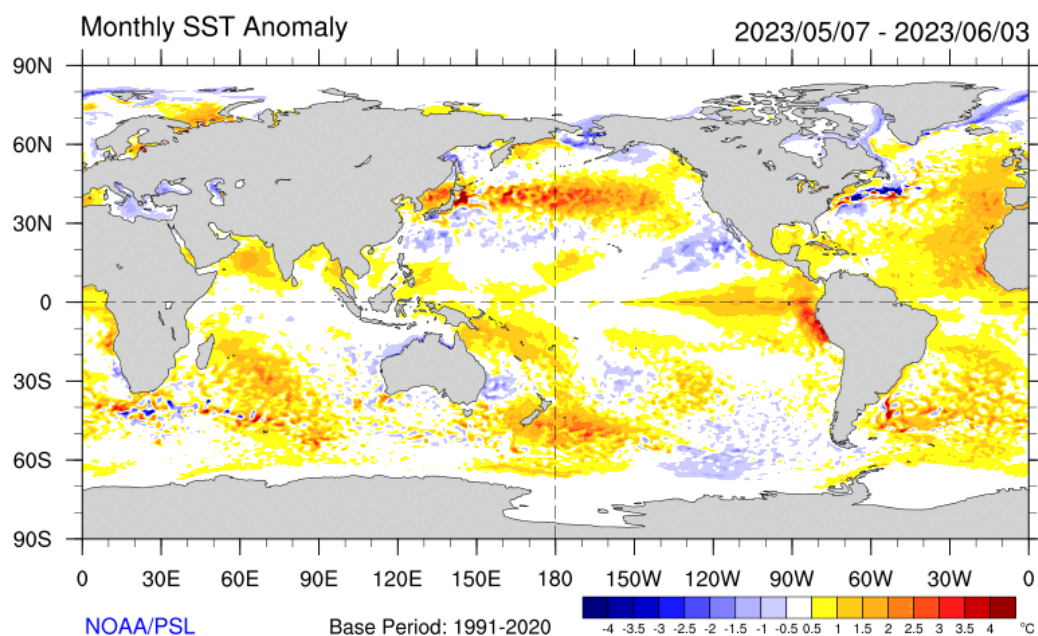 Monthly SST Anomaly 2023/05/07 - 2023/06/03
90N
60N
30N
0
30S
60S
90S
0 30E 60E 90E 120E 150E 180 150W 120W 90W 60W 30W 0
-4 -3.5 -3 -2.5 -2 -1.5 -1 -0.5 0.5 1 1.5 2 2.5 3 3.5 4 °C
NOAA/PSL Base Period: 1991-2020